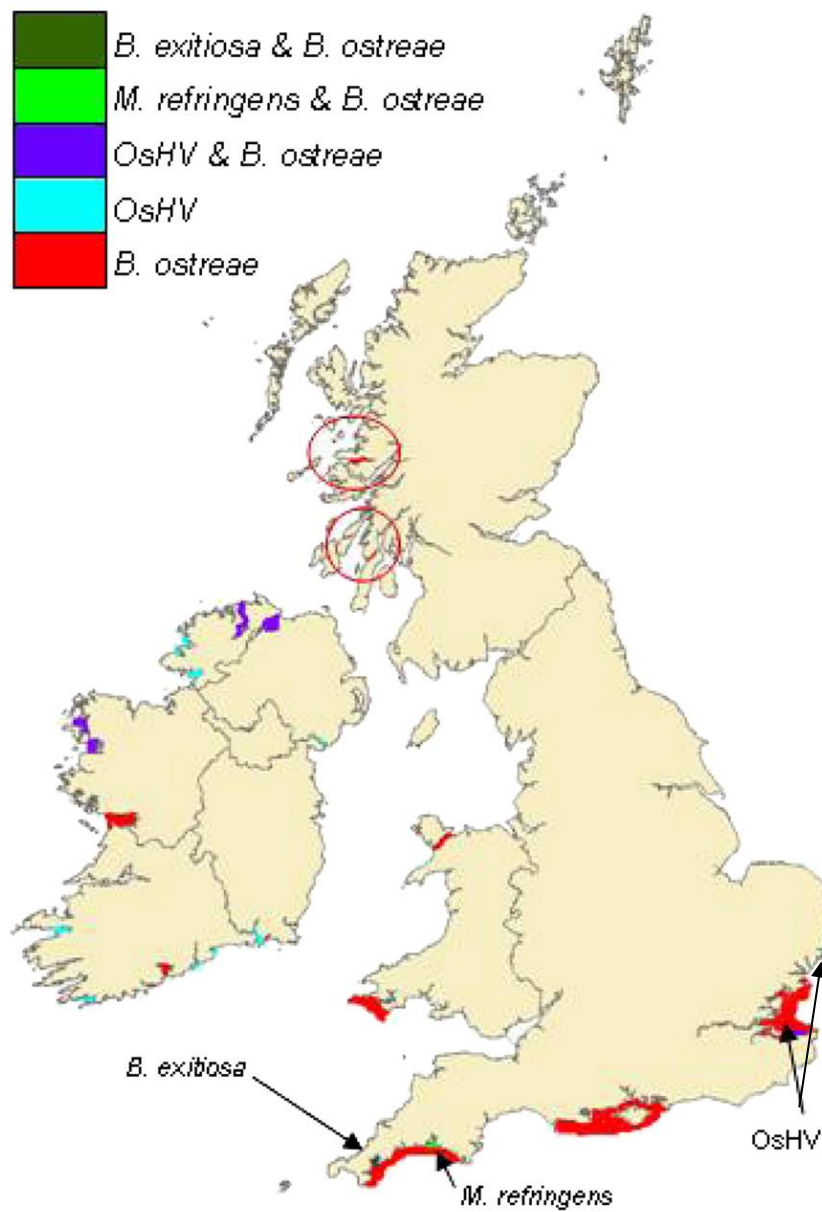 B. exitiosa & B. ostreae
M. refringens & B. ostreae
OsHV & B. ostreae
OsHV
B. ostreae
B. exitiosa
OsHV
M. refringens